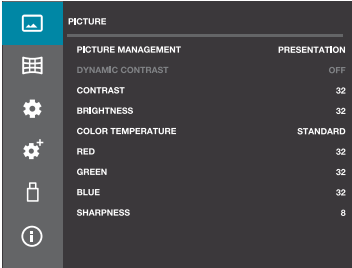 PICTURE
PICTURE MANAGEMENT PRESENTATION
DYNAMIC CONTRAST OFF
CONTRAST 32
BRIGHTNESS 32
COLOR TEMPERATURE STANDARD
RED 32
GREEN 32
BLUE 32
SHARPNESS 8